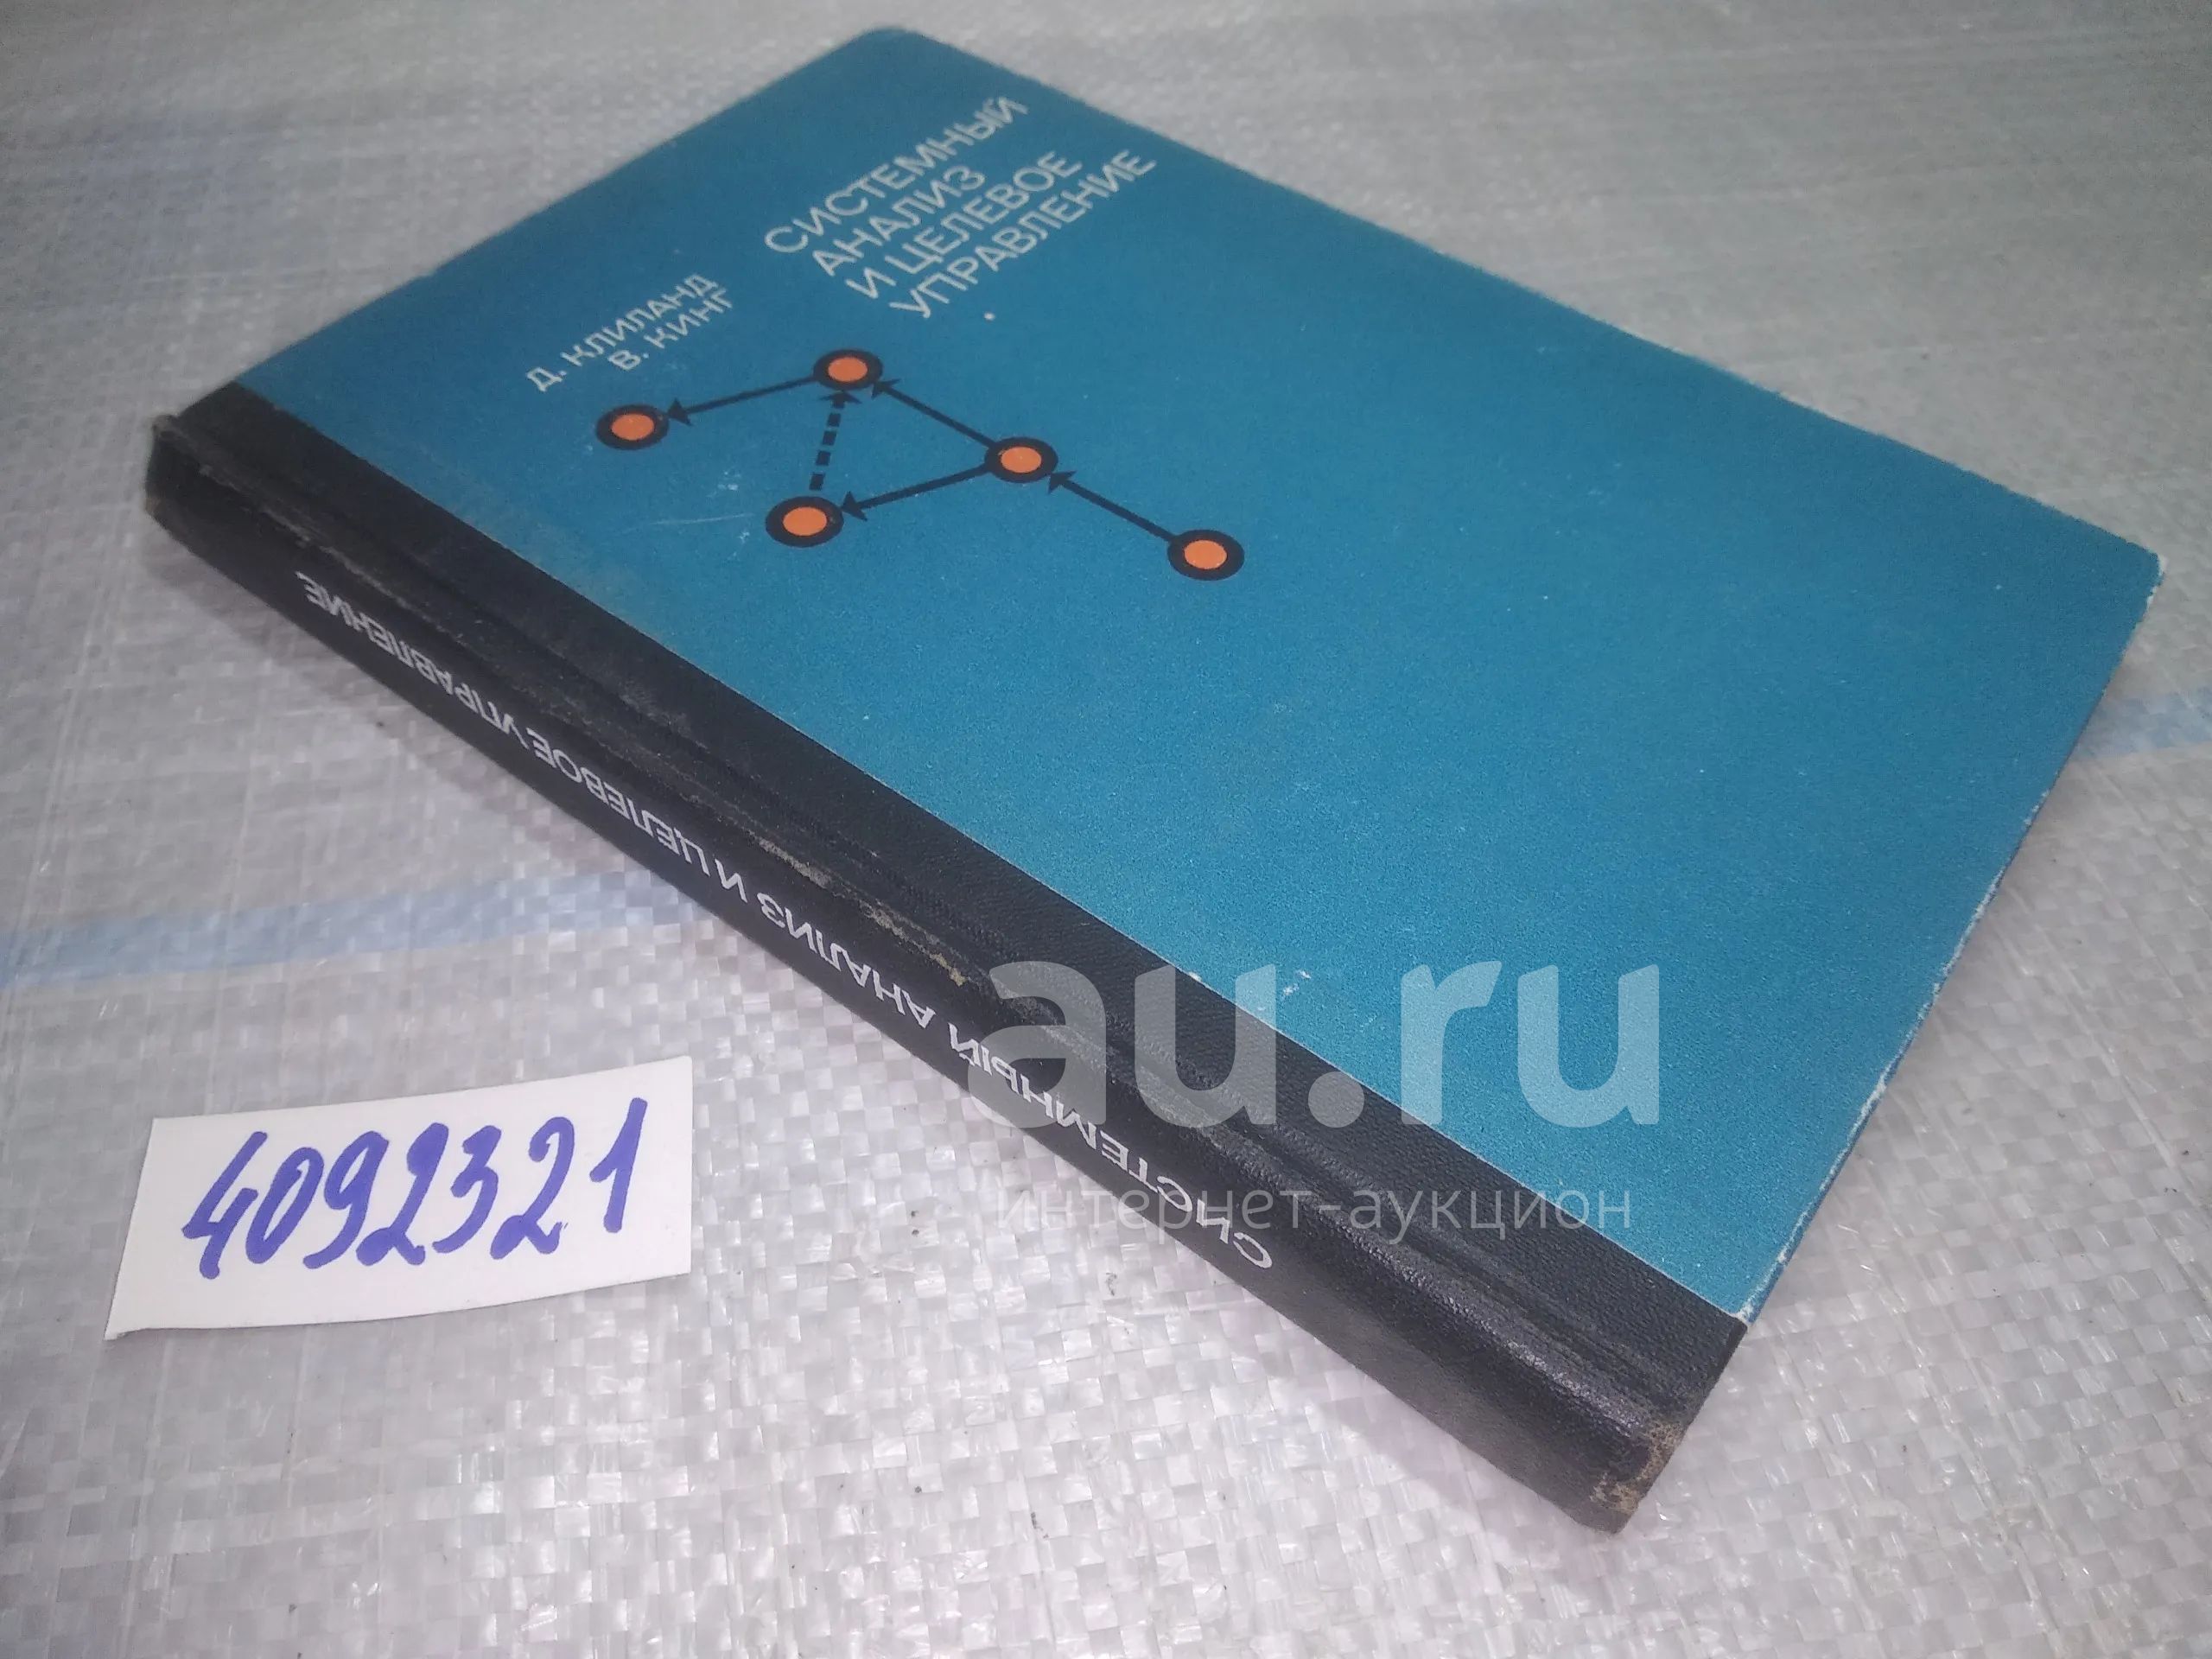 Д. КЛИЛАНД
В. КИНГ
СИСТЕМНЫЙ
АНАЛИЗ
И ЦЕЛЕВОЕ
УПРАВЛЕНИЕ
СИСТЕМНЫЙ АНАЛИЗ И ЦЕЛЕВОЕ УПРАВЛЕНИЕ
4092321
au.ru
интернет-аукцион